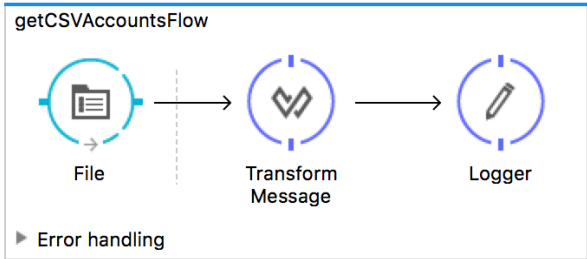 getCSVAccountsFlow
File
Transform
Message
Logger
Error handling